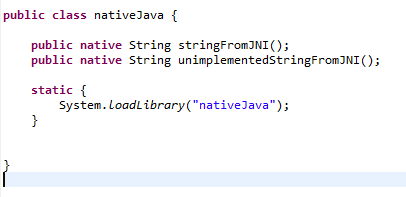 public class nativeJava {
public native String stringFromJNI();
public native String unimplementedStringFromJNI();
static {
System.loadLibrary("nativeJava");
}
}